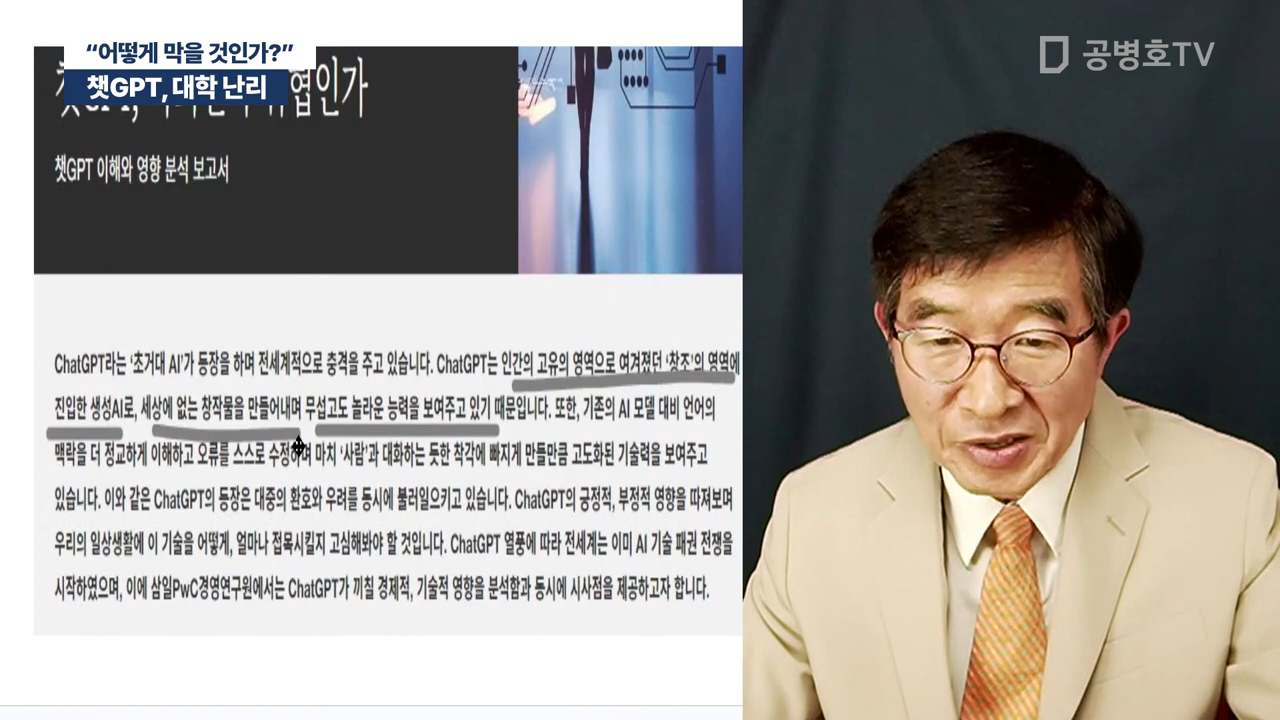 “어떻게 막을 것인가?”
챗GPT, 대학 난리
공병호TV
협인가
챗GPT 이해와 영향 분석 보고서
ChatGPT라는 ‘초거대 AI’가 등장을 하며 전세계적으로 충격을 주고 있습니다. ChatGPT는 인간의 고유의 영역으로 여겨졌던 ‘창조’의 영역에
진입한 생성AI로, 세상에 없는 창작물을 만들어내며 무섭고도 놀라운 능력을 보여주고 있기 때문입니다. 또한, 기존의 AI 모델 대비 언어의
맥락을 더 정교하게 이해하고 오류를 스스로 수정하며 마치 ‘사람’과 대화하는 듯한 착각에 빠지게 만들만큼 고도화된 기술력을 보여주고
있습니다. 이와 같은 ChatGPT의 등장은 대중의 환호와 우려를 동시에 불러일으키고 있습니다. ChatGPT의 긍정적, 부정적 영향을 따져보며
우리의 일상생활에 이 기술을 어떻게, 얼마나 접목시킬지 고심해봐야 할 것입니다. ChatGPT 열풍에 따라 전세계는 이미 AI 기술 패권 전쟁을
시작하였으며, 이에 삼일PwC경영연구원에서는 ChatGPT가 끼칠 경제적, 기술적 영향을 분석함과 동시에 시사점을 제공하고자 합니다.